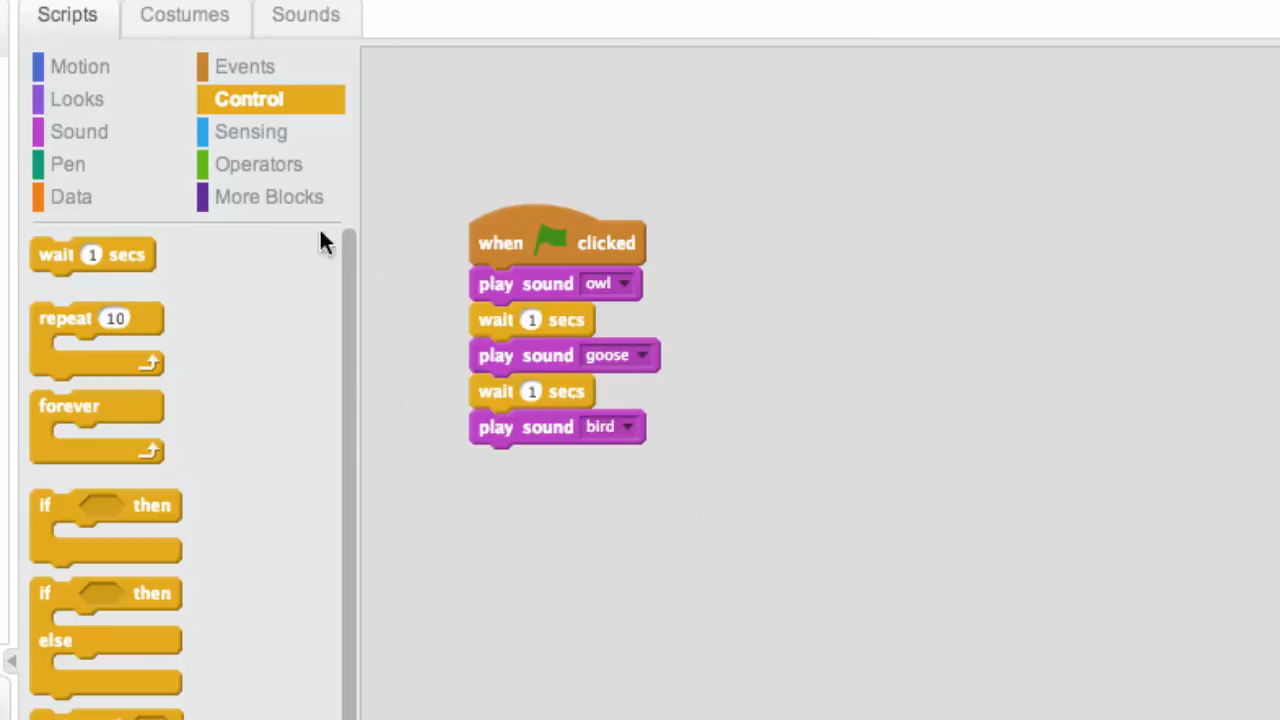 Scripts Costumes Sounds
Motion Events
Looks Control
Sound Sensing
Pen Operators
Data More Blocks
wait 1 secs
repeat 10
forever
if then
if then
else
when clicked
play sound owl
wait 1 secs
play sound goose
wait 1 secs
play sound bird